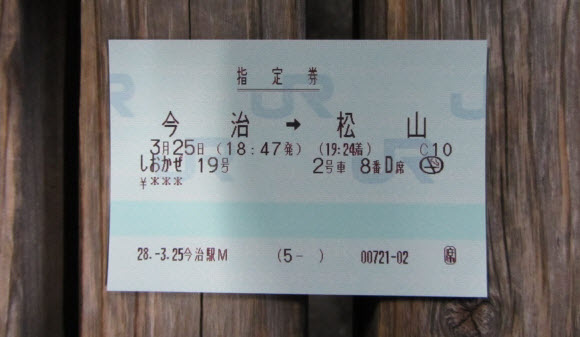 指定券
今治 → 松山
3月25日 (18:47発) (19:24着) C10
しおかぜ 19号 2号車 8番D席
¥***
28.-3.25今治駅M (5- ) 00721-02